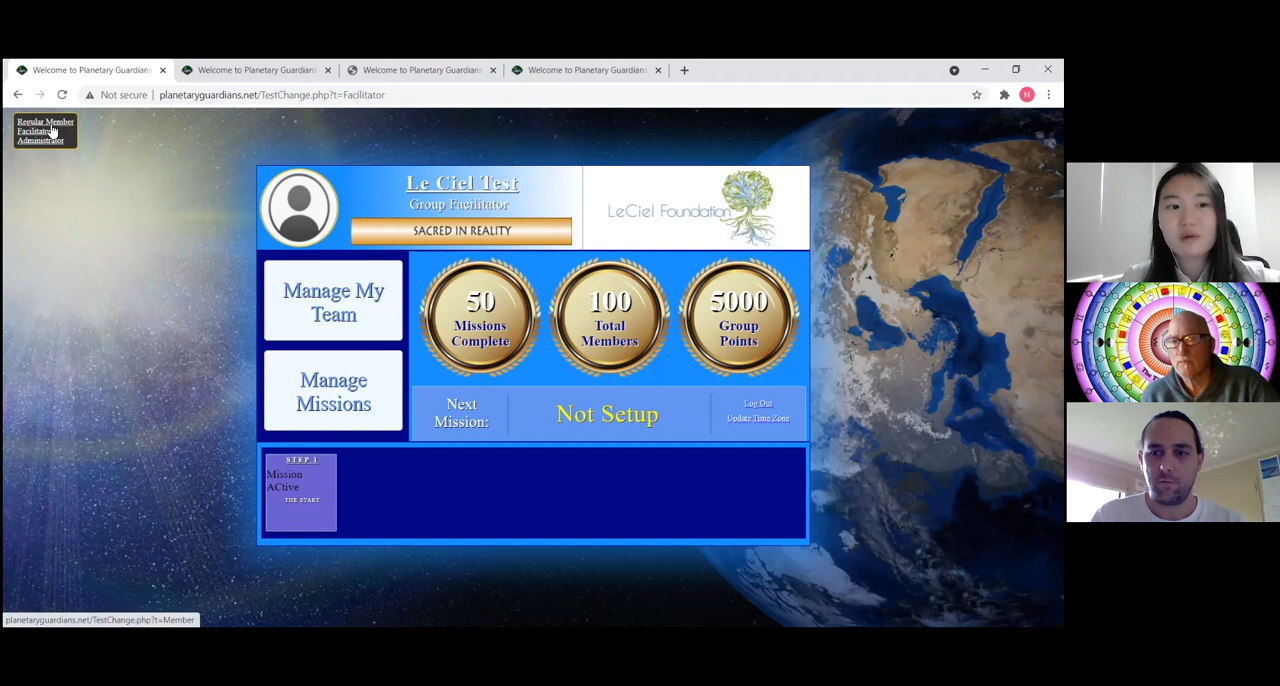 Welcome to Planetary Guardians
Welcome to Planetary Guardians
Welcome to Planetary Guardians
Welcome to Planetary Guardians
Not secure
planetaryguardians.net/TestChange.php?t=Facilitator
N
Regular Member
Facilitator
Administrator
Le Ciel Test
Group Facilitator
SACRED IN REALITY
LeCiel Foundation
Manage My
Team
50
Missions
Complete
100
Total
Members
5000
Group
Points
Manage
Missions
Next
Mission:
Not Setup
Log Out
Update Time Zone
STEP 1
Mission
ACtive
THE START
planetaryguardians.net/TestChange.php?t=Member